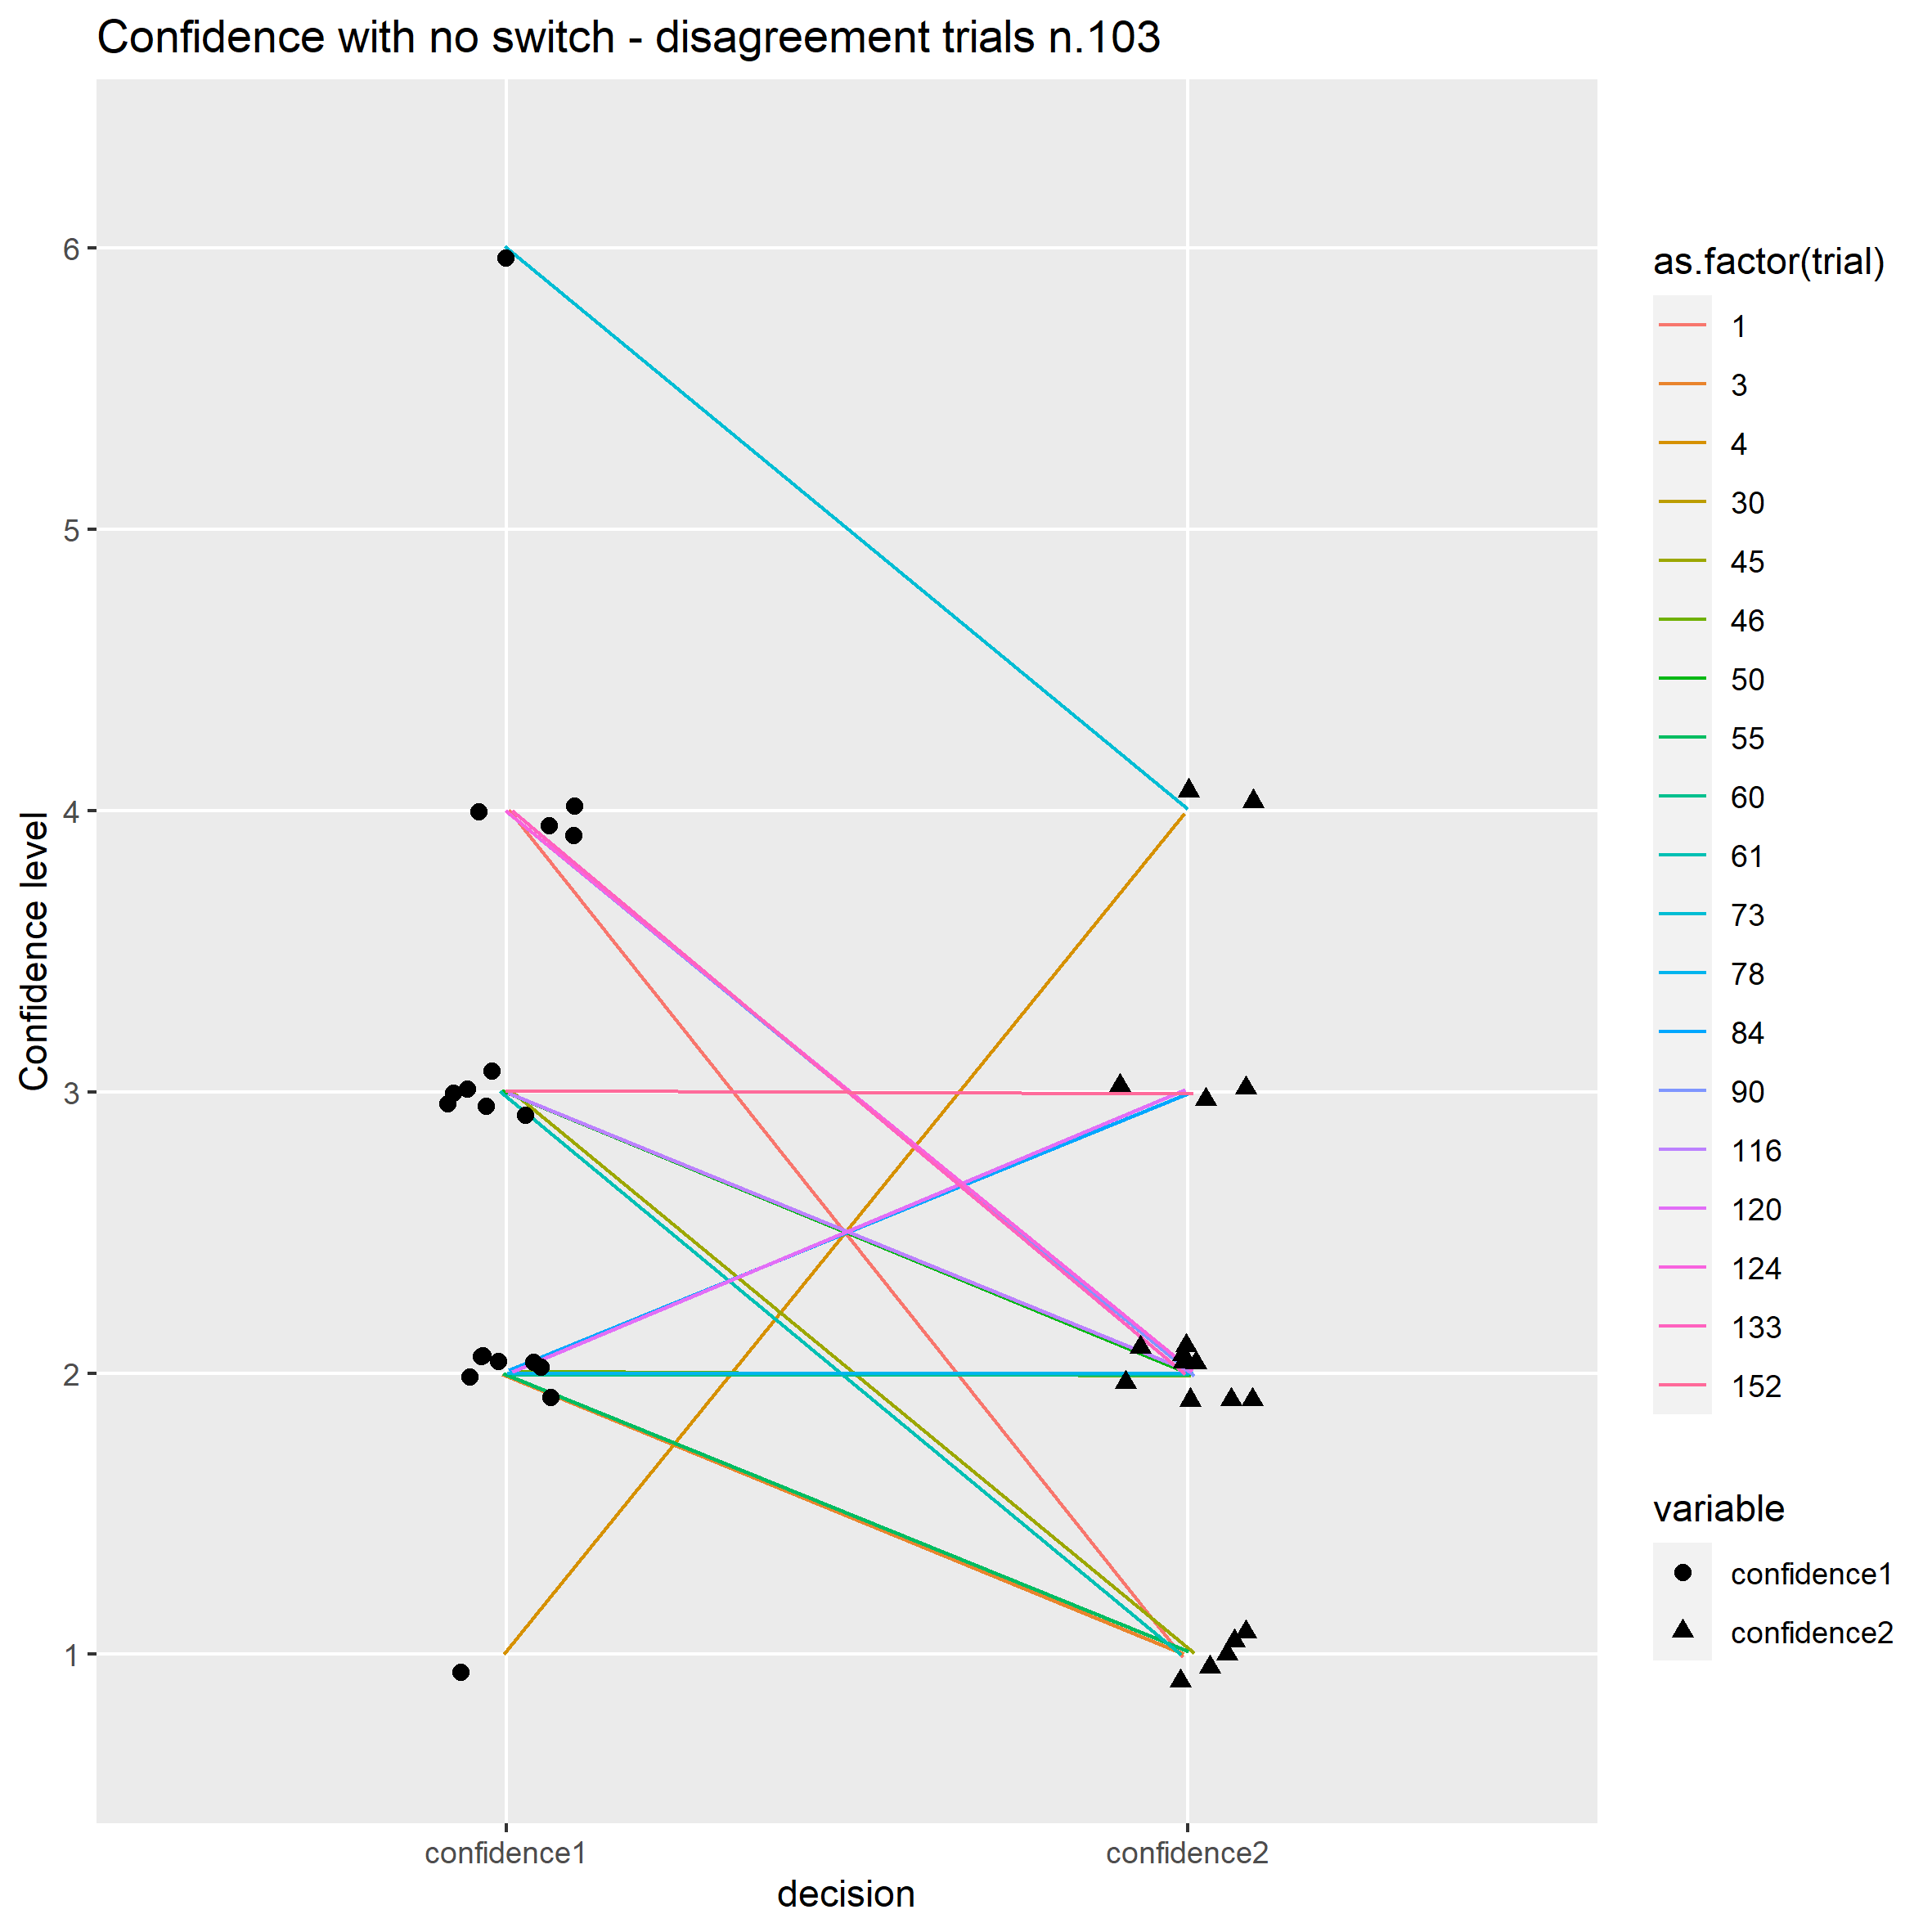 Confidence with no switch - disagreement trials n.103
Confidence level
6
5
4
3
2
1
confidence1
confidence2
decision
as.factor(trial)
1
3
4
30
45
46
50
55
60
61
73
78
84
90
116
120
124
133
152
variable
confidence1
confidence2